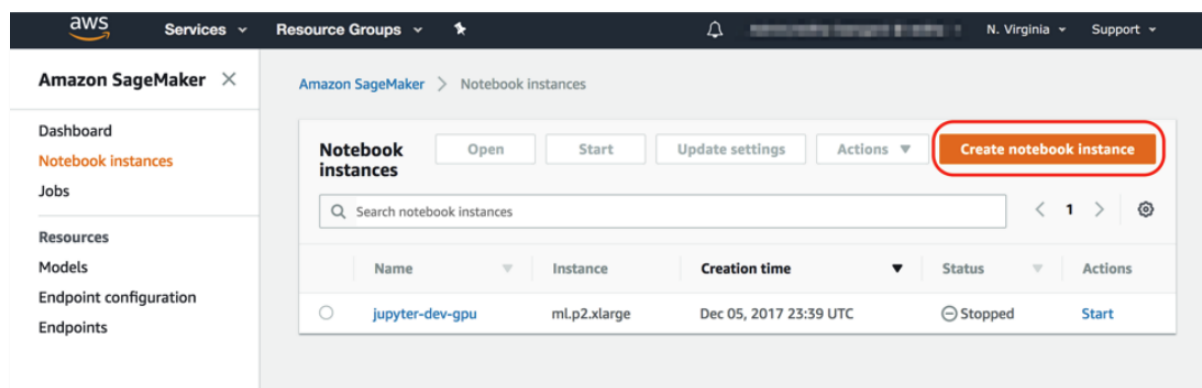 aws Services Resource Groups N. Virginia Support
Amazon SageMaker
Amazon SageMaker > Notebook instances
Dashboard
Notebook instances
Jobs
Resources
Models
Endpoint configuration
Endpoints
Notebook instances
Open Start Update settings Actions Create notebook instance
Search notebook instances
< 1 >
Name Instance Creation time Status Actions
jupyter-dev-gpu ml.p2.xlarge Dec 05, 2017 23:39 UTC Stopped Start